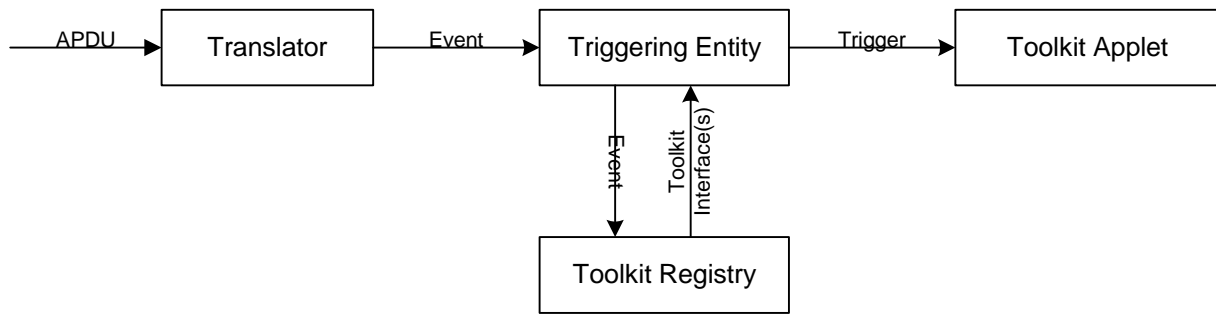 APDU
Translator
Event
Triggering Entity
Trigger
Toolkit Applet
Event
Toolkit
Interface(s)
Toolkit Registry